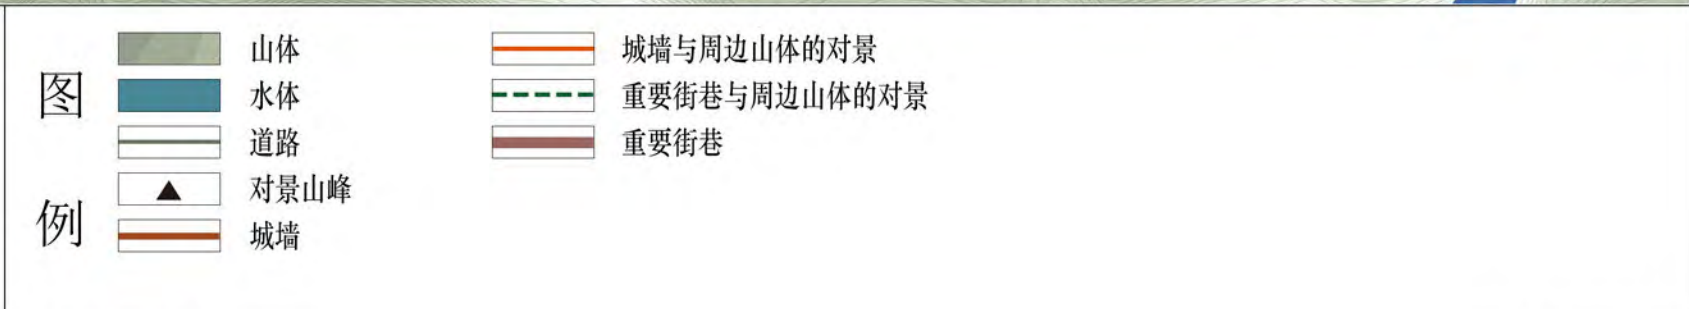 图例
山体
水体
道路
对景山峰
城墙
城墙与周边山体的对景
重要街巷与周边山体的对景
重要街巷